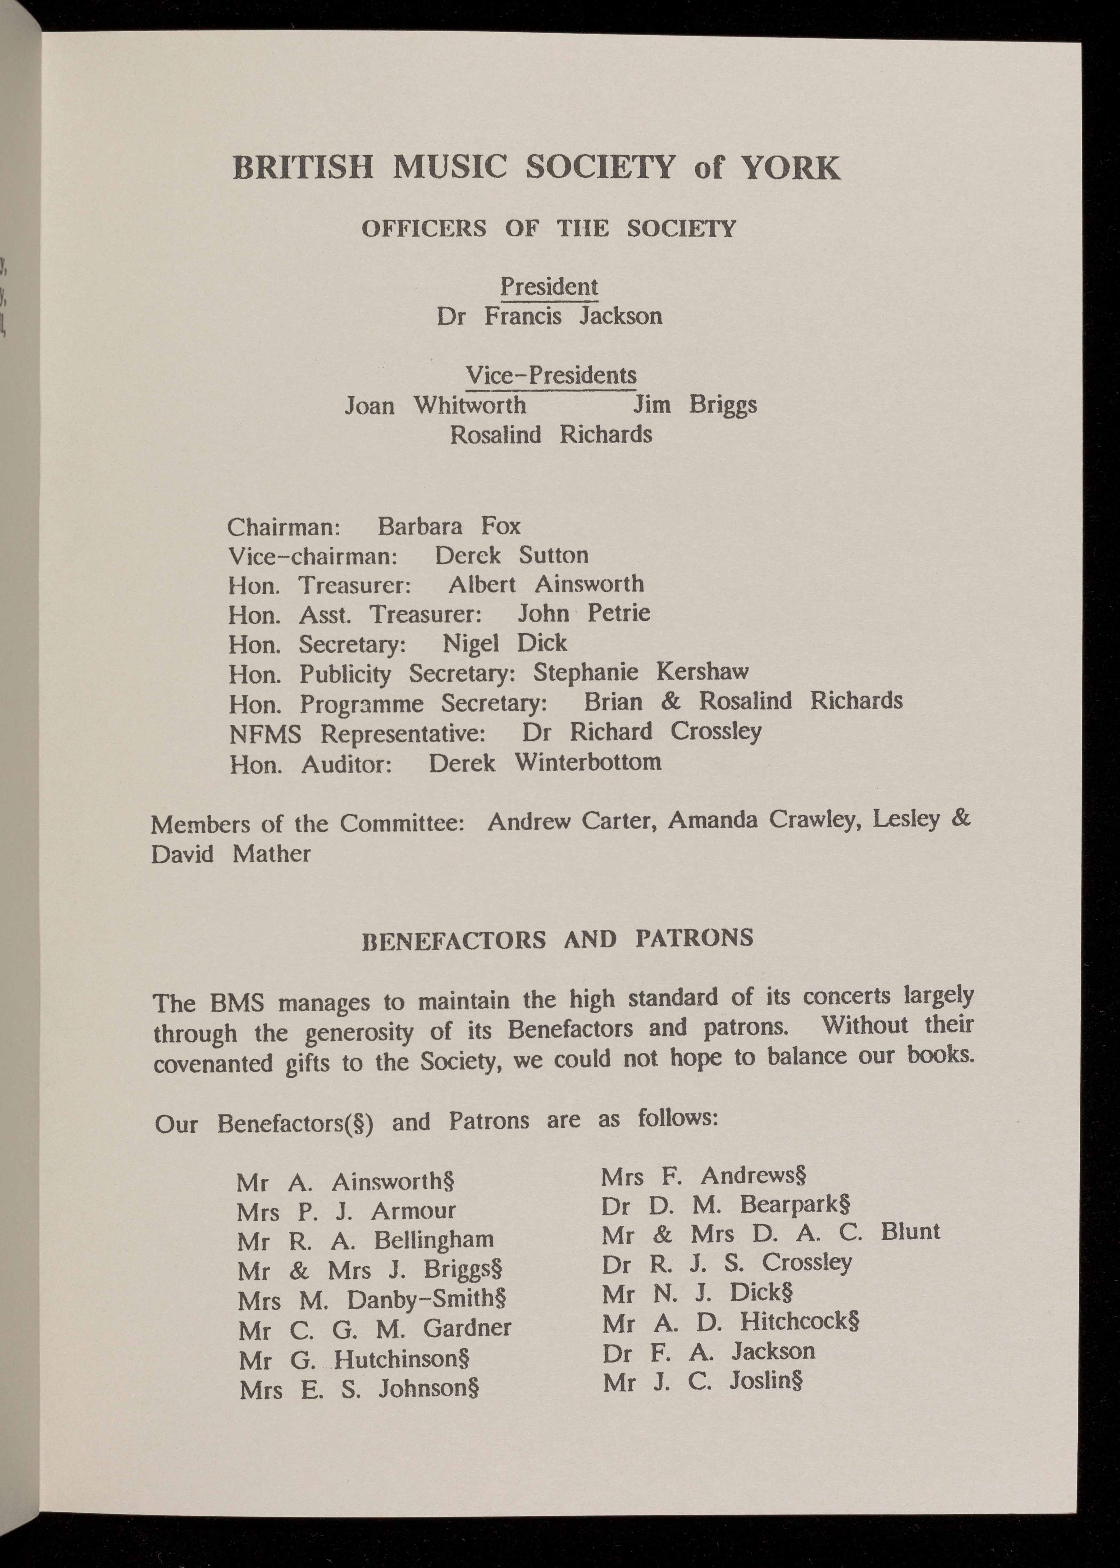 BRITISH MUSIC SOCIETY of YORK
OFFICERS OF THE SOCIETY
President
Dr Francis Jackson
Vice-Presidents
Joan Whitworth Jim Briggs
Rosalind Richards
Chairman: Barbara Fox
Vice-chairman: Derek Sutton
Hon. Treasurer: Albert Ainsworth
Hon. Asst. Treasurer: John Petrie
Hon. Secretary: Nigel Dick
Hon. Publicity Secretary: Stephanie Kershaw
Hon. Programme Secretary: Brian & Rosalind Richards
NFMS Representative: Dr Richard Crossley
Hon. Auditor: Derek Winterbottom
Members of the Committee: Andrew Carter, Amanda Crawley, Lesley &
David Mather
BENEFACTORS AND PATRONS
The BMS manages to maintain the high standard of its concerts largely
through the generosity of its Benefactors and patrons. Without their
covenanted gifts to the Society, we could not hope to balance our books.
Our Benefactors(§) and Patrons are as follows:
Mr A. Ainsworth§
Mrs P. J. Armour
Mr R. A. Bellingham
Mr & Mrs J. Briggs§
Mrs M. Danby-Smith§
Mr C. G. M. Gardner
Mr G. Hutchinson§
Mrs E. S. Johnson§
Mrs F. Andrews§
Dr D. M. Bearpark§
Mr & Mrs D. A. C. Blunt
Dr R. J. S. Crossley
Mr N. J. Dick§
Mr A. D. Hitchcock§
Dr F. A. Jackson
Mr J. C. Joslin§